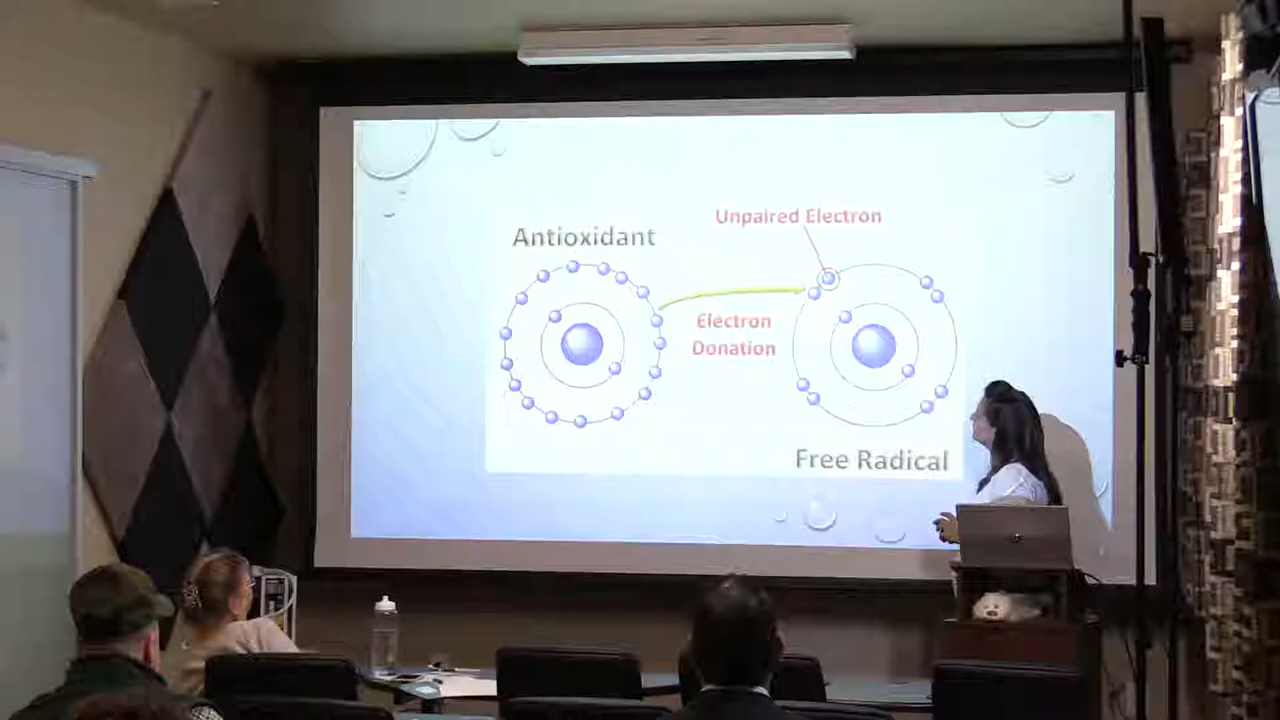 Unpaired Electron
Antioxidant
Electron
Donation
Free Radical